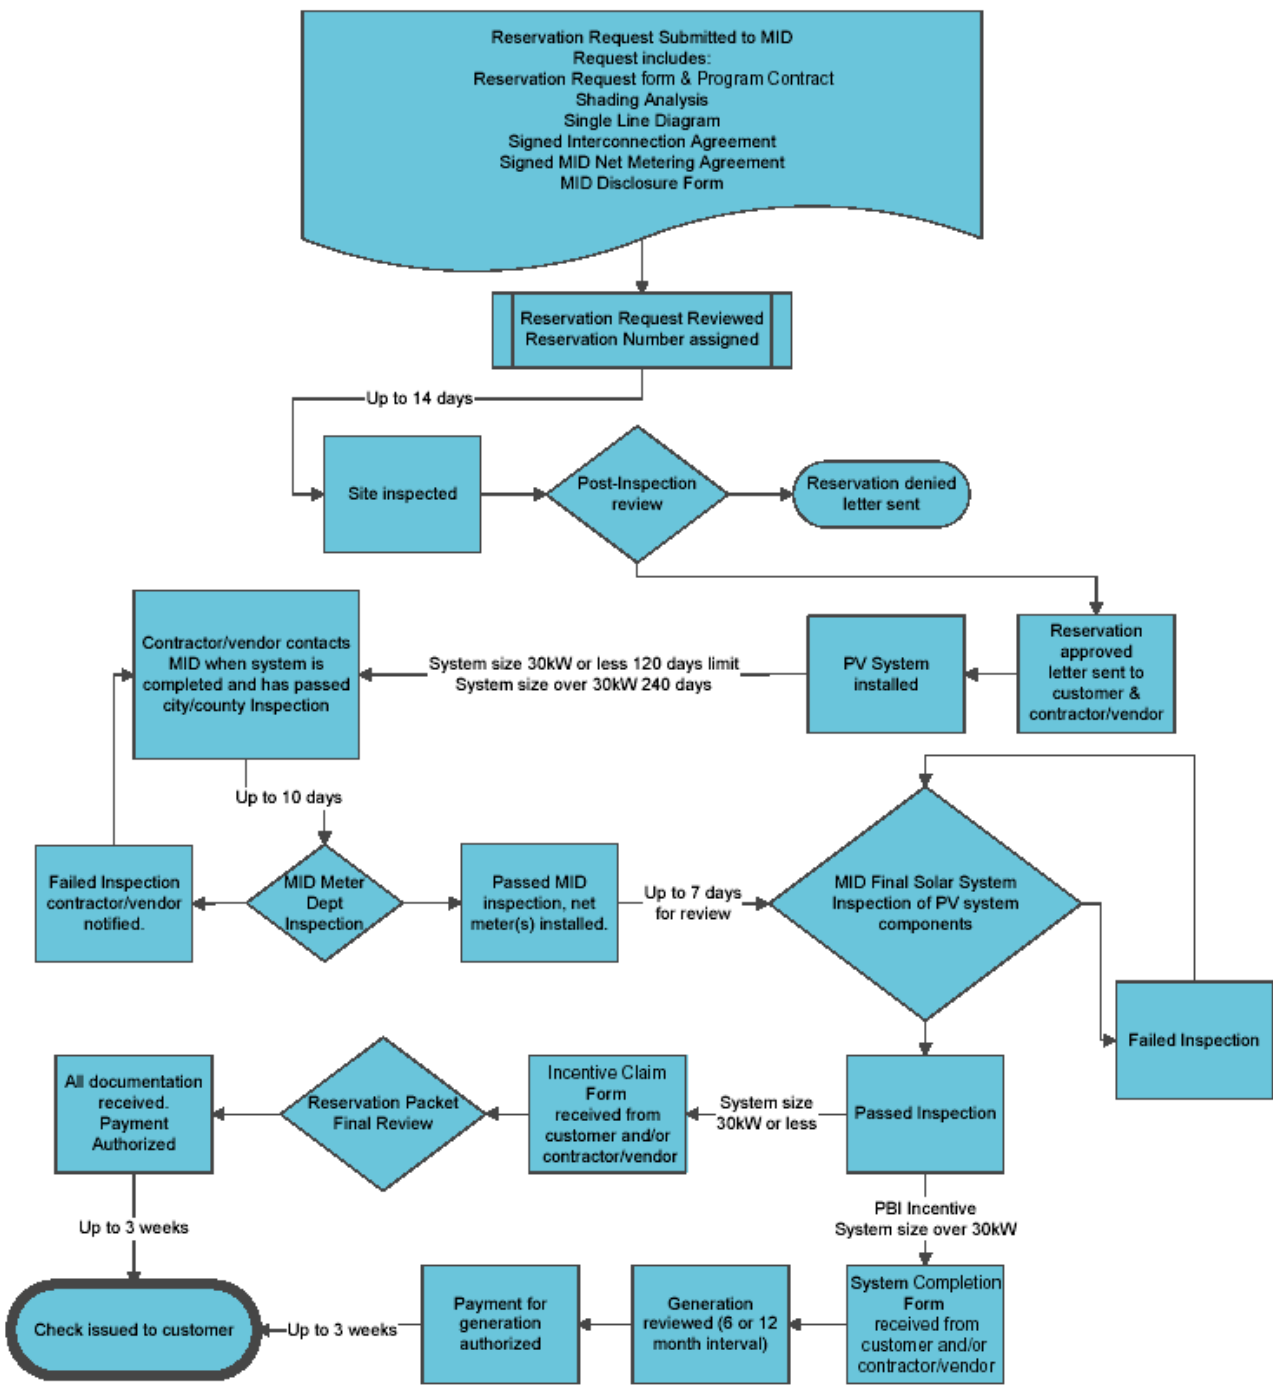 Reservation Request Submitted to MID
Request includes:
Reservation Request form & Program Contract
Shading Analysis
Single Line Diagram
Signed Interconnection Agreement
Signed MID Net Metering Agreement
MID Disclosure Form
Reservation Request Reviewed
Reservation Number assigned
Up to 14 days
Site inspected
Post-Inspection
review
Reservation denied
letter sent
Reservation
approved
letter sent to
customer &
contractor/vendor
PV System
installed
System size 30kW or less 120 days limit
System size over 30kW 240 days
Contractor/vendor contacts
MID when system is
completed and has passed
city/county Inspection
Up to 10 days
MID Meter
Dept
Inspection
Failed Inspection
contractor/vendor
notified.
Passed MID
inspection, net
meter(s) installed.
Up to 7 days
for review
MID Final Solar System
Inspection of PV system
components
Failed Inspection
Passed Inspection
System size
30kW or less
Incentive Claim
Form
received from
customer and/or
contractor/vendor
Reservation Packet
Final Review
All documentation
received.
Payment
Authorized
Up to 3 weeks
PBI Incentive
System size over 30kW
System Completion
Form
received from
customer and/or
contractor/vendor
Generation
reviewed (6 or 12
month interval)
Payment for
generation
authorized
Up to 3 weeks
Check issued to customer